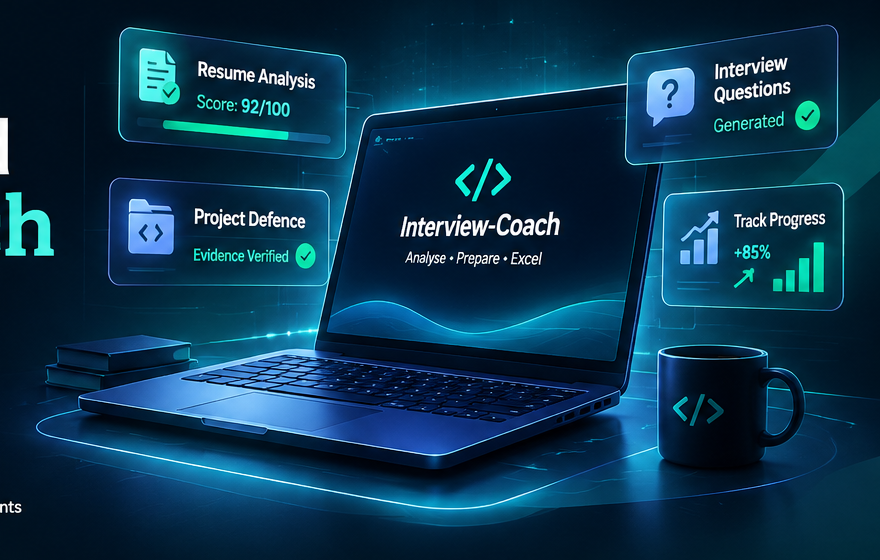 Resume Analysis
Score: 92/100
Interview
Questions
Generated
h
Project Defence
Evidence Verified
</>
Interview-Coach
Analyse • Prepare • Excel
Track Progress
+85%
</>
nts